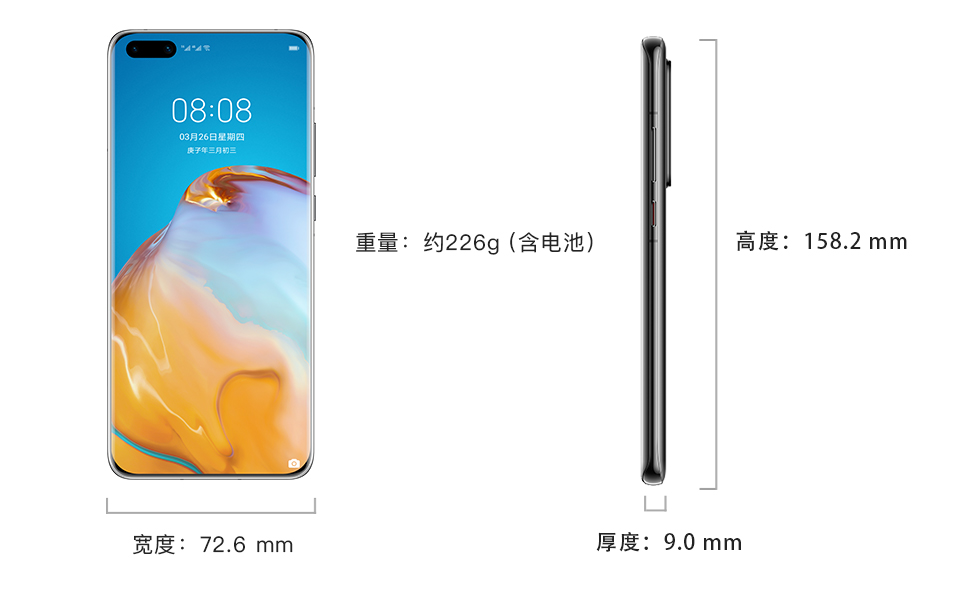 08:08
03月26日星期四
庚子年三月初三
重量：约226g（含电池）
高度：158.2 mm
宽度：72.6 mm
厚度：9.0 mm